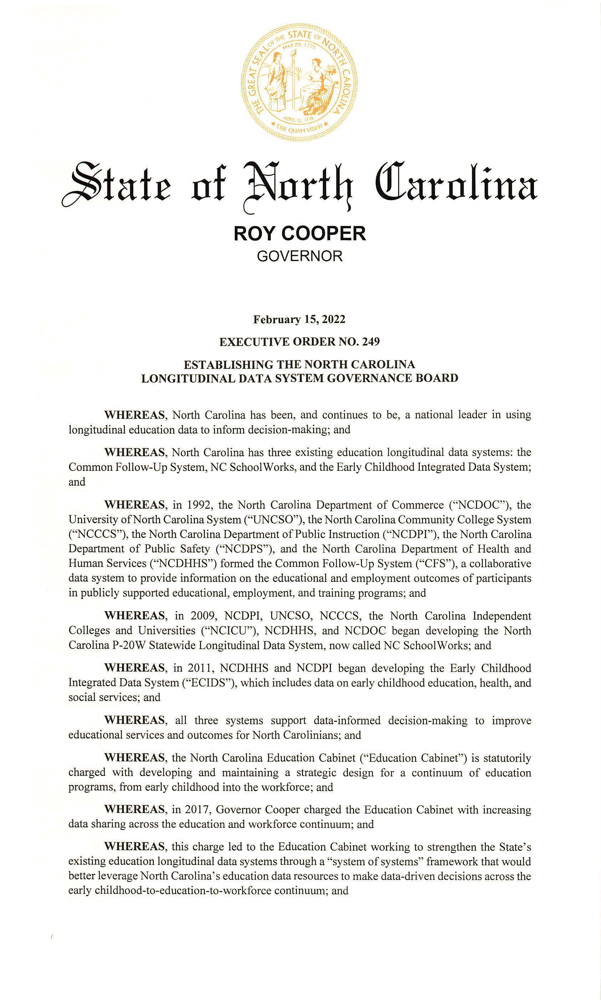 THE GREAT SEAL OF THE STATE OF NORTH CAROLINA
MAY 20, 1775
APRIL 12, 1776
★ ESSE QUAM VIDERI ★
State of North Carolina
ROY COOPER
GOVERNOR
February 15, 2022
EXECUTIVE ORDER NO. 249
ESTABLISHING THE NORTH CAROLINA
LONGITUDINAL DATA SYSTEM GOVERNANCE BOARD
WHEREAS, North Carolina has been, and continues to be, a national leader in using
longitudinal education data to inform decision-making; and
WHEREAS, North Carolina has three existing education longitudinal data systems: the
Common Follow-Up System, NC SchoolWorks, and the Early Childhood Integrated Data System;
and
WHEREAS, in 1992, the North Carolina Department of Commerce (“NCDOC”), the
University of North Carolina System (“UNCSO”), the North Carolina Community College System
(“NCCCS”), the North Carolina Department of Public Instruction (“NCDPI”), the North Carolina
Department of Public Safety (“NCDPS”), and the North Carolina Department of Health and
Human Services (“NCDHHS”) formed the Common Follow-Up System (“CFS”), a collaborative
data system to provide information on the educational and employment outcomes of participants
in publicly supported educational, employment, and training programs; and
WHEREAS, in 2009, NCDPI, UNCSO, NCCCS, the North Carolina Independent
Colleges and Universities (“NCICU”), NCDHHS, and NCDOC began developing the North
Carolina P-20W Statewide Longitudinal Data System, now called NC SchoolWorks; and
WHEREAS, in 2011, NCDHHS and NCDPI began developing the Early Childhood
Integrated Data System (“ECIDS”), which includes data on early childhood education, health, and
social services; and
WHEREAS, all three systems support data-informed decision-making to improve
educational services and outcomes for North Carolinians; and
WHEREAS, the North Carolina Education Cabinet (“Education Cabinet”) is statutorily
charged with developing and maintaining a strategic design for a continuum of education
programs, from early childhood into the workforce; and
WHEREAS, in 2017, Governor Cooper charged the Education Cabinet with increasing
data sharing across the education and workforce continuum; and
WHEREAS, this charge led to the Education Cabinet working to strengthen the State’s
existing education longitudinal data systems through a “system of systems” framework that would
better leverage North Carolina’s education data resources to make data-driven decisions across the
early childhood-to-education-to-workforce continuum; and